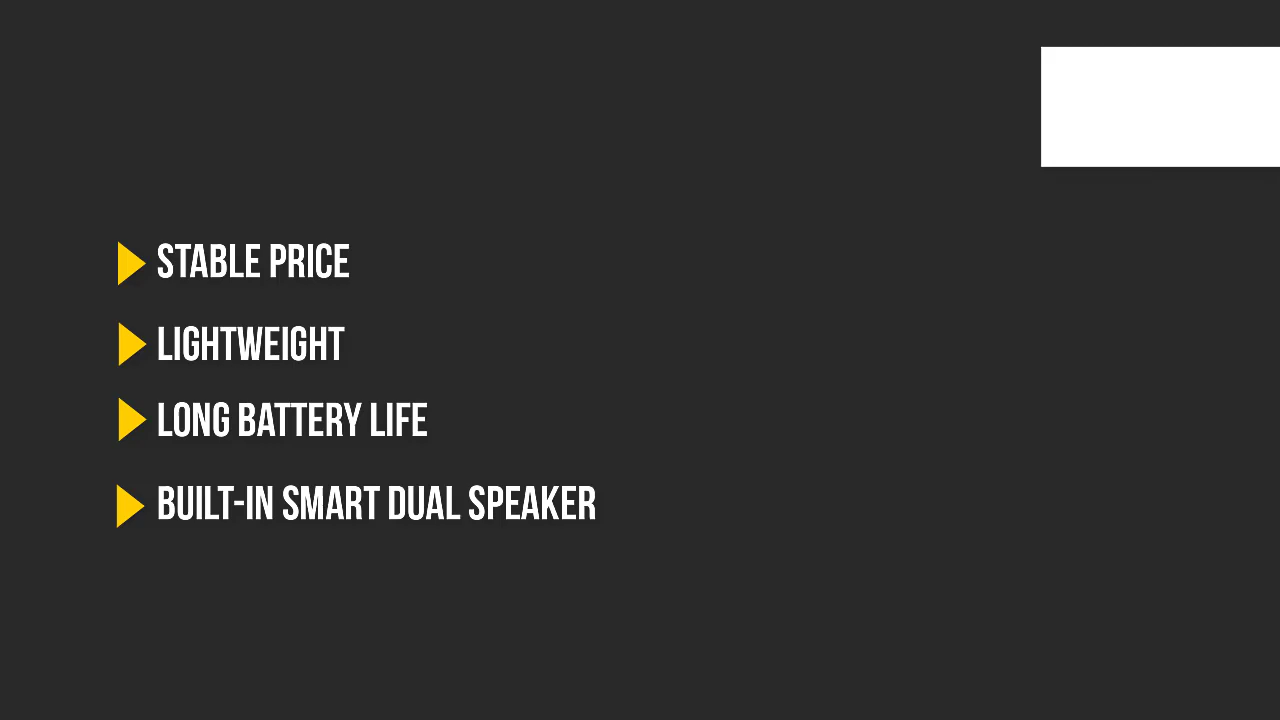 STABLE PRICE
LIGHTWEIGHT
LONG BATTERY LIFE
BUILT-IN SMART DUAL SPEAKER